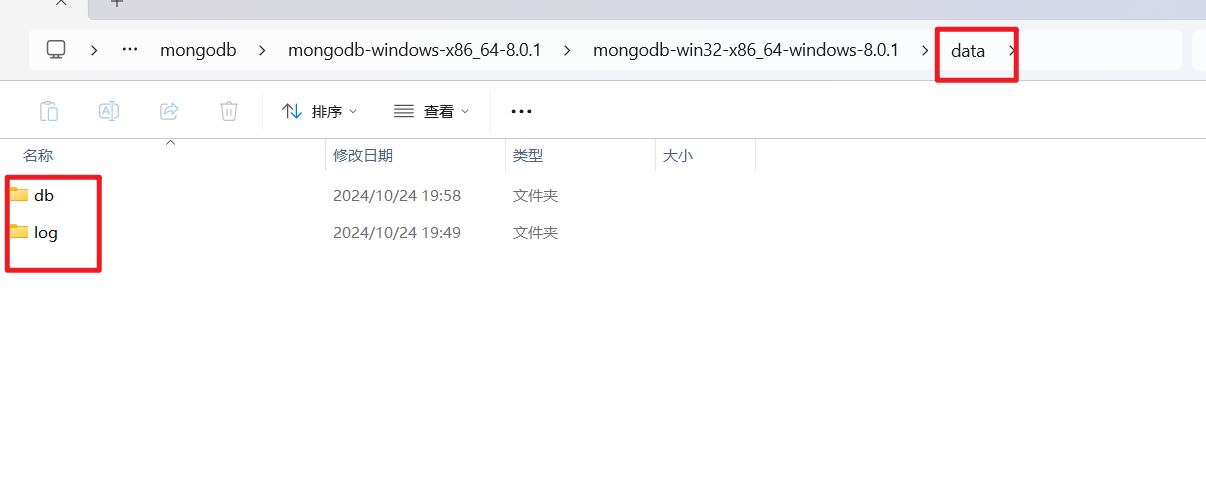 mongodb > mongodb-windows-x86_64-8.0.1 > mongodb-win32-x86_64-windows-8.0.1 > data >
排序 查看
名称 修改日期 类型 大小
db 2024/10/24 19:58 文件夹
log 2024/10/24 19:49 文件夹